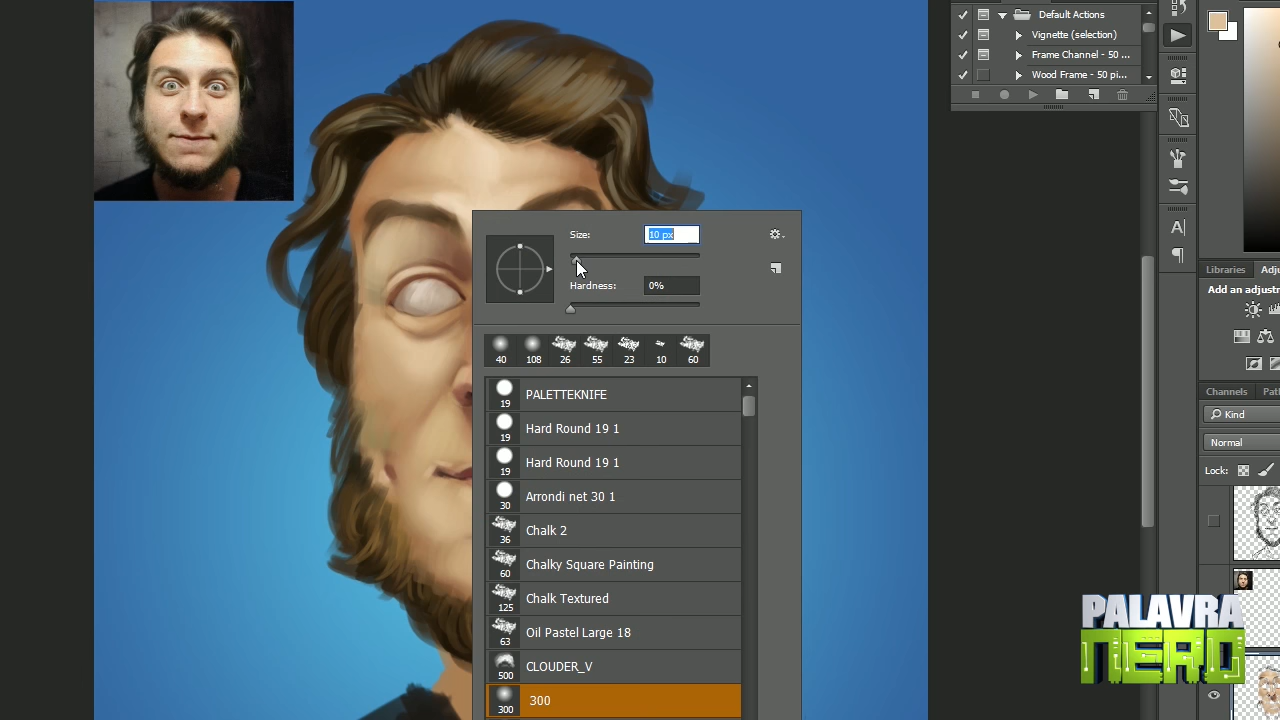 Default Actions
Vignette (selection)
Frame Channel - 50 ...
Wood Frame - 50 pi...
Size:
10 px
Hardness:
0%
40 108 26 55 23 10 60
19 PALETTEKNIFE
19 Hard Round 19 1
19 Hard Round 19 1
30 Arrondi net 30 1
36 Chalk 2
60 Chalky Square Painting
125 Chalk Textured
63 Oil Pastel Large 18
500 CLOUDER_V
300 300
A
Libraries
Add an adjustm
Channels
Kind
Normal
Lock:
PALAVRA
NERD